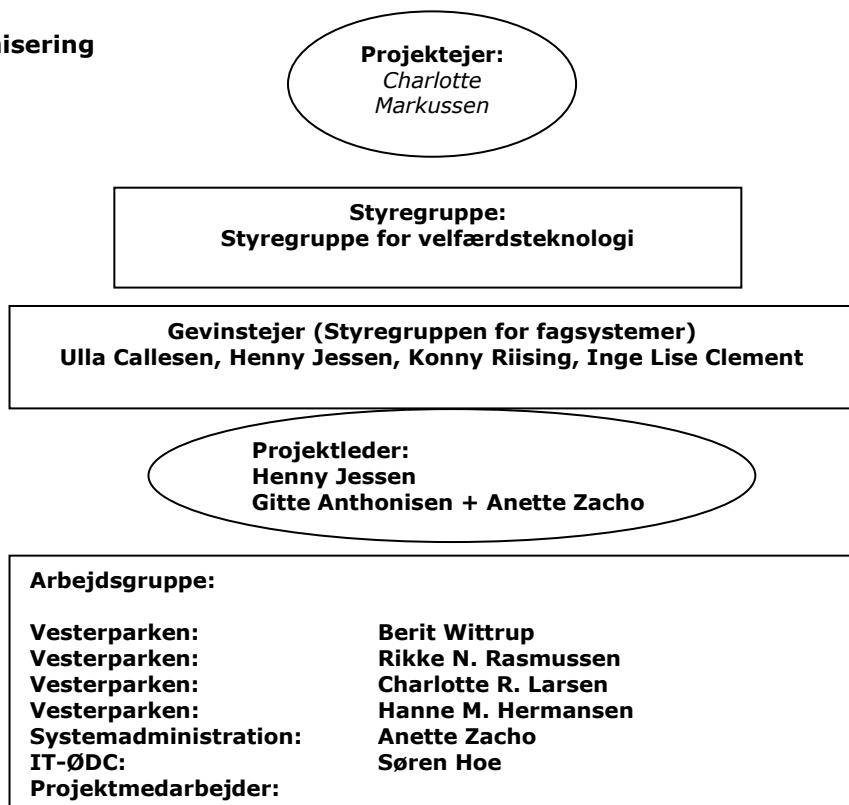 nisering
Projektejer:
Charlotte
Markussen
Styregruppe:
Styregruppe for velfærdsteknologi
Gevinstejer (Styregruppen for fagsystemer)
Ulla Callesen, Henny Jessen, Konny Riising, Inge Lise Clement
Projektleder:
Henny Jessen
Gitte Anthonisen + Anette Zacho
Arbejdsgruppe:
Vesterparken: Berit Wittrup
Vesterparken: Rikke N. Rasmussen
Vesterparken: Charlotte R. Larsen
Vesterparken: Hanne M. Hermansen
Systemadministration: Anette Zacho
IT-ØDC: Søren Hoe
Projektmedarbejder: